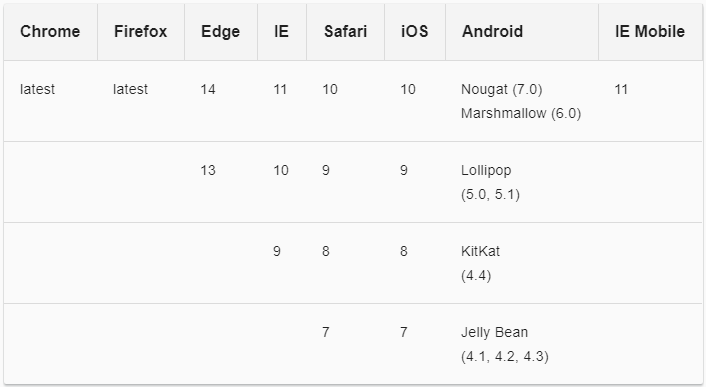 Chrome Firefox Edge IE Safari iOS Android IE Mobile
latest latest 14 11 10 10 Nougat (7.0) 11
Marshmallow (6.0)
13 10 9 9 Lollipop
(5.0, 5.1)
9 8 8 KitKat
(4.4)
7 7 Jelly Bean
(4.1, 4.2, 4.3)